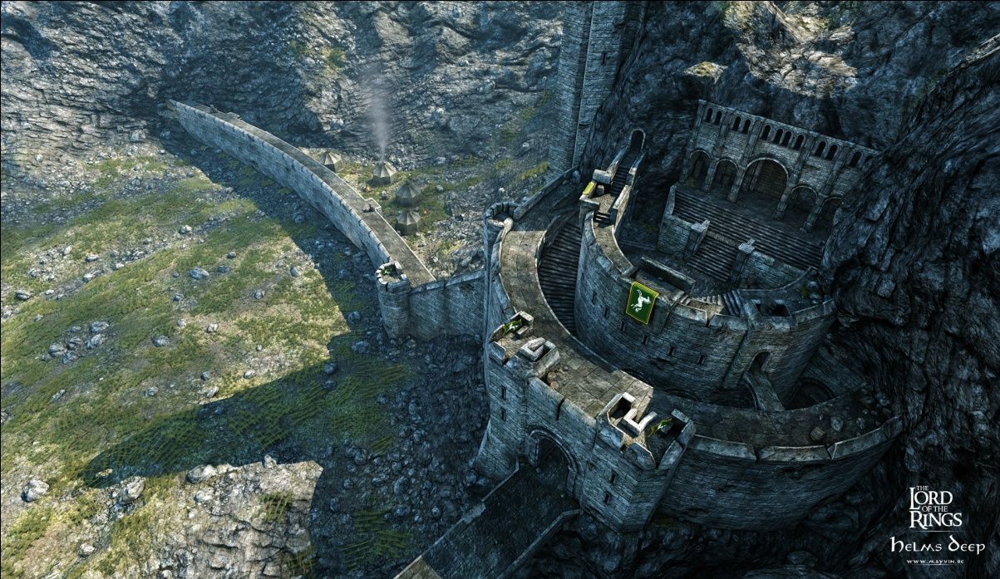 THE
LORD
OF THE
RINGS
Helms Deep
WWW.MAYVIN.BE